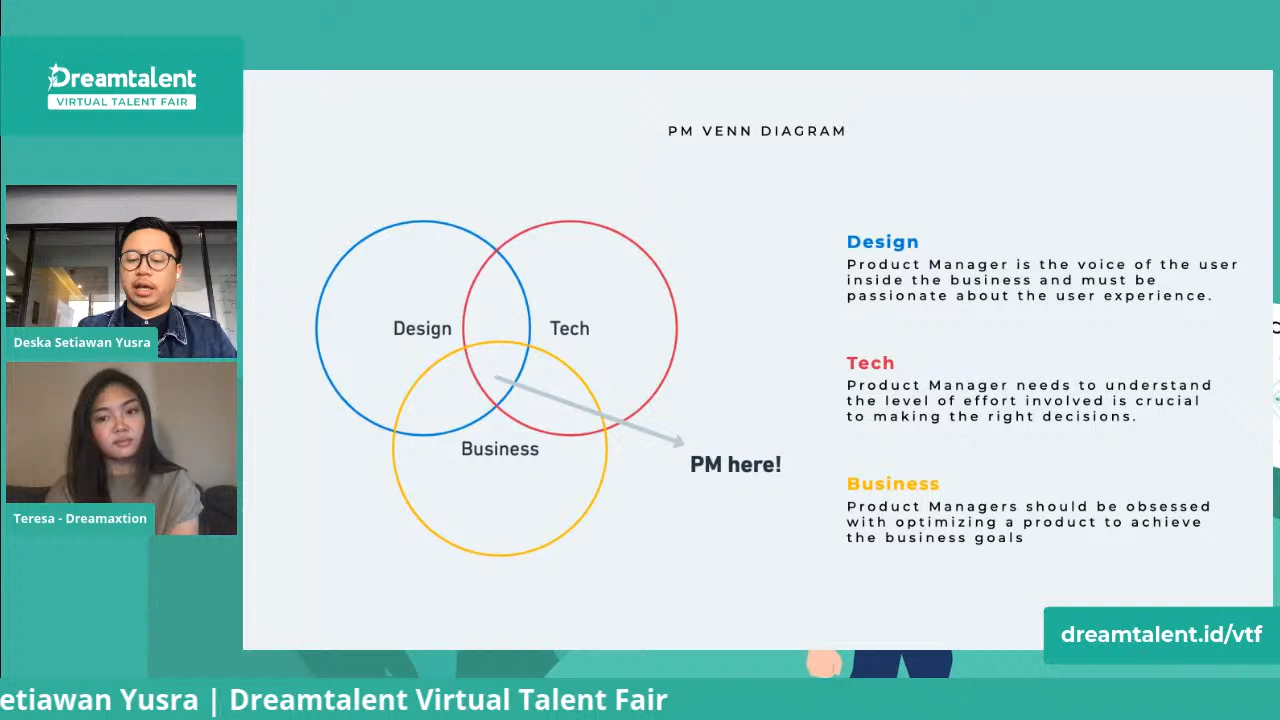 Dreamtalent
VIRTUAL TALENT FAIR
Deska Setiawan Yusra
Teresa - Dreamaxtion
PM VENN DIAGRAM
Design
Tech
Business
PM here!
Design
Product Manager is the voice of the user
inside the business and must be
passionate about the user experience.
Tech
Product Manager needs to understand
the level of effort involved is crucial
to making the right decisions.
Business
Product Managers should be obsessed
with optimizing a product to achieve
the business goals
dreamtalent.id/vtf
etiawan Yusra | Dreamtalent Virtual Talent Fair